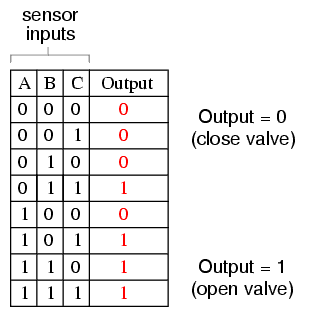 sensor
inputs
A B C Output
0 0 0 0
0 0 1 0
0 1 0 0
0 1 1 1
1 0 0 0
1 0 1 1
1 1 0 1
1 1 1 1
Output = 0
(close valve)
Output = 1
(open valve)